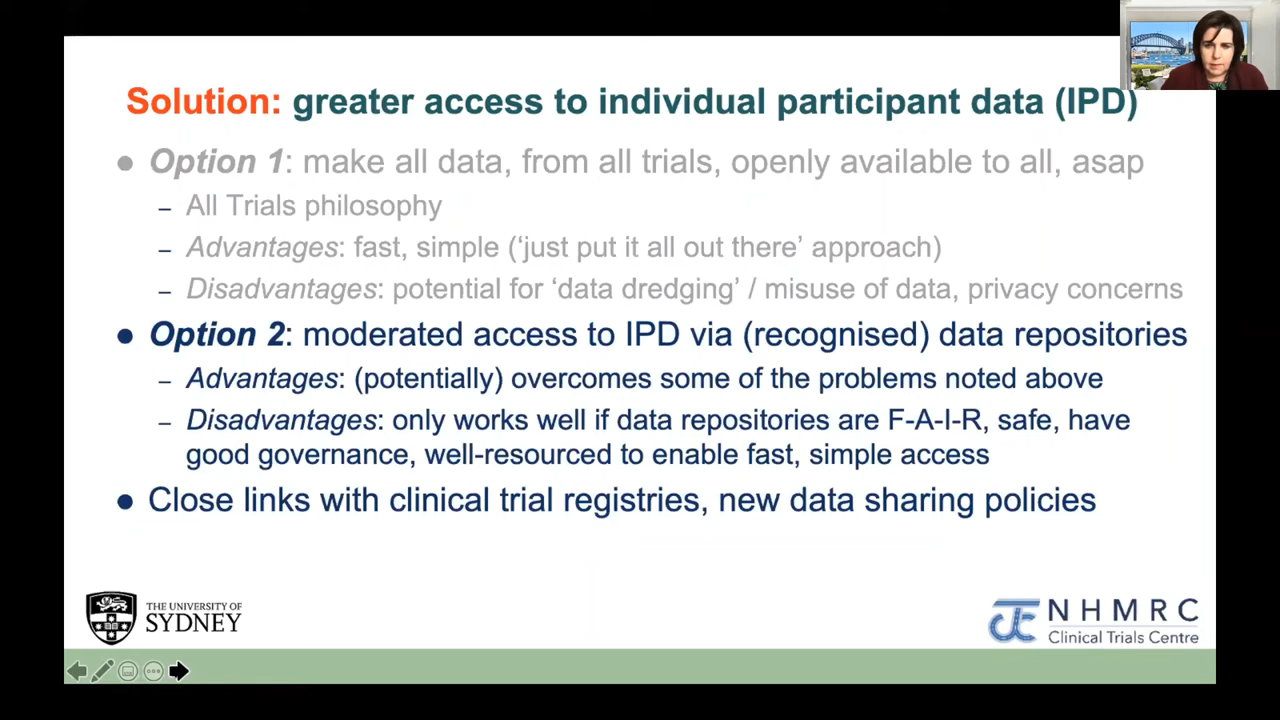 Solution: greater access to individual participant data (IPD)
● Option 1: make all data, from all trials, openly available to all, asap
– All Trials philosophy
– Advantages: fast, simple (‘just put it all out there’ approach)
– Disadvantages: potential for ‘data dredging’ / misuse of data, privacy concerns
● Option 2: moderated access to IPD via (recognised) data repositories
– Advantages: (potentially) overcomes some of the problems noted above
– Disadvantages: only works well if data repositories are F-A-I-R, safe, have
good governance, well-resourced to enable fast, simple access
● Close links with clinical trial registries, new data sharing policies
THE UNIVERSITY OF
SYDNEY
NHMRC
Clinical Trials Centre